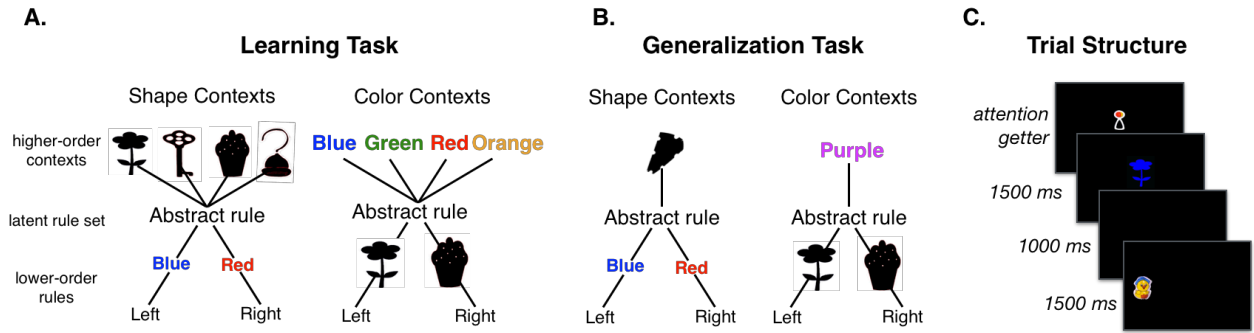 A.
Learning Task
Shape Contexts
Color Contexts
higher-order
contexts
Blue Green Red Orange
latent rule set
Abstract rule
Abstract rule
lower-order
rules
Blue
Red
Left
Right
Left
Right
B.
Generalization Task
Shape Contexts
Color Contexts
Purple
Abstract rule
Abstract rule
Blue
Red
Left
Right
Left
Right
C.
Trial Structure
attention
getter
1500 ms
1000 ms
1500 ms